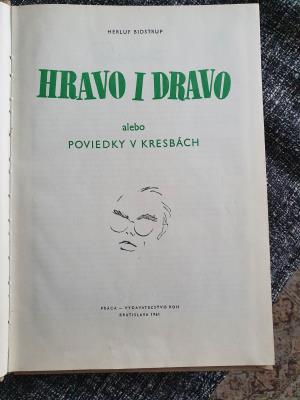 HERLUF BIDSTRUP
HRAVO I DRAVO
alebo
POVIEDKY V KRESBÁCH
PRÁCA — VYDAVATEĽSTVO ROH
BRATISLAVA 1961